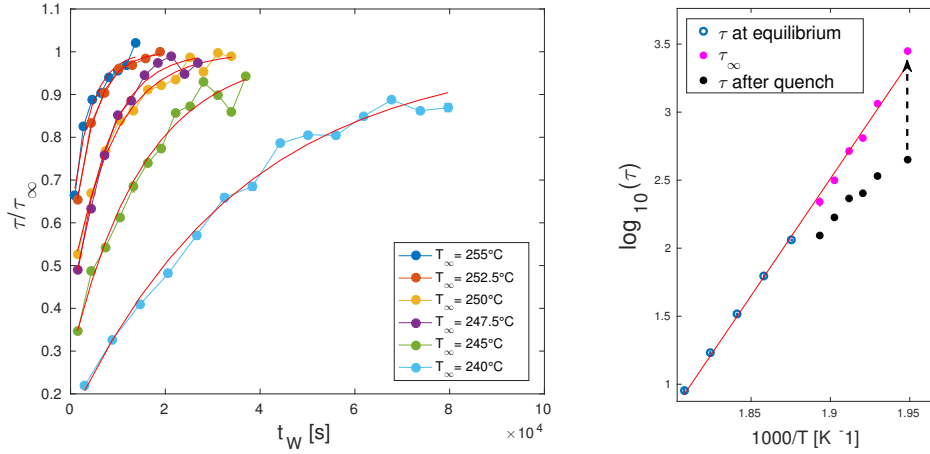 1.1
1
0.9
0.8
0.7
0.6
0.5
0.4
0.3
0.2
τ/τ∞
0 2 4 6 8 10
t_W [s]
× 10^4
T∞= 255°C
T∞= 252.5°C
T∞= 250°C
T∞= 247.5°C
T∞= 245°C
T∞= 240°C
τ at equilibrium
τ∞
τ after quench
3.5
3
2.5
2
1.5
1
log10(τ)
1.85 1.9 1.95
1000/T [K^-1]